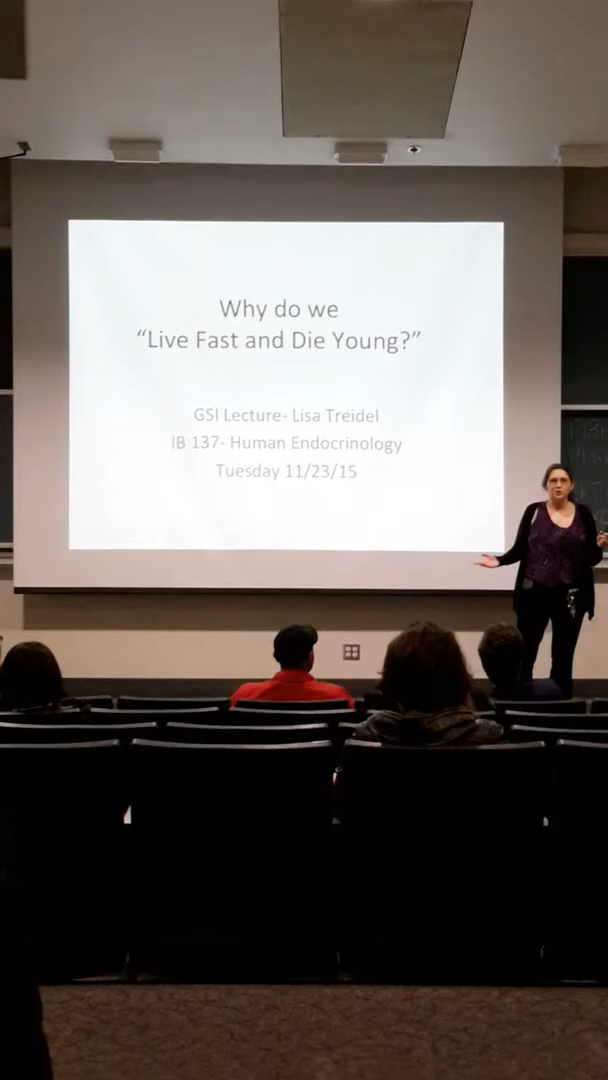 Why do we
“Live Fast and Die Young?”
GSI Lecture- Lisa Treidel
IB 137- Human Endocrinology
Tuesday 11/23/15